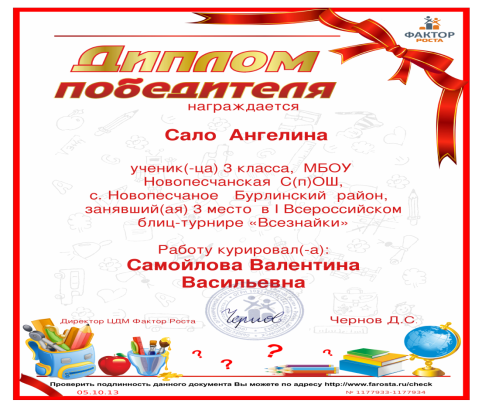 ФАКТОР
РОСТА
Диплом
победителя
награждается
Сало Ангелина
ученик(-ца) 3 класса, МБОУ
Новопесчанская С(п)ОШ,
с. Новопесчаное Бурлинский район,
занявший(ая) 3 место в I Всероссийском
блиц-турнире «Всезнайки»
Работу курировал(-а):
Самойлова Валентина
Васильевна
Директор ЦДМ Фактор Роста Чернов Д.С
? ? ? ?
Проверить подлинность данного документа Вы можете по адресу http://www.farosta.ru/check
05.10.13 № 1177933-1177934